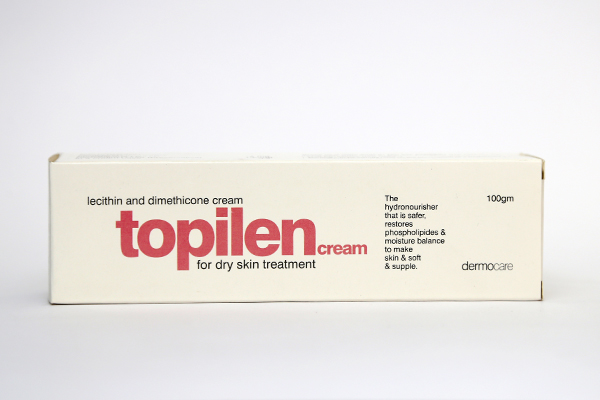 lecithin and dimethicone cream
topilen cream
for dry skin treatment
The
hydronourisher
that is safer,
restores
phospholipides &
moisture balance
to make
skin & soft
& supple.
100gm
dermocare